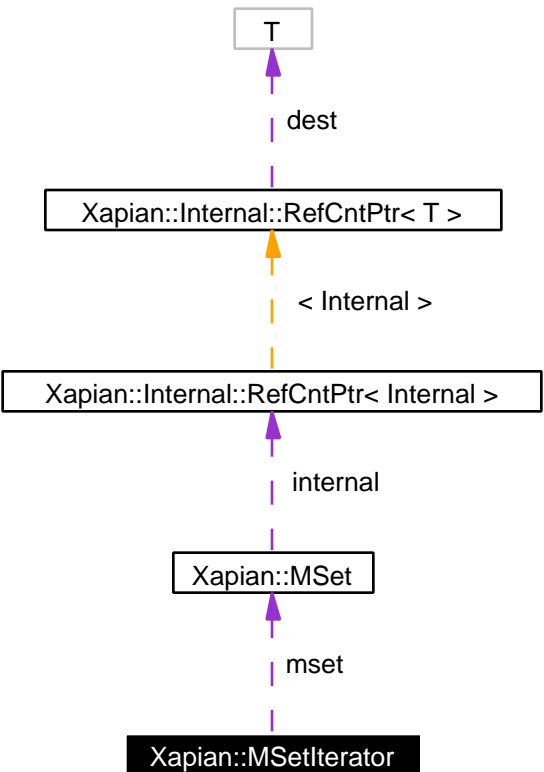 T
dest
Xapian::Internal::RefCntPtr< T >
< Internal >
Xapian::Internal::RefCntPtr< Internal >
internal
Xapian::MSet
mset
Xapian::MSetIterator